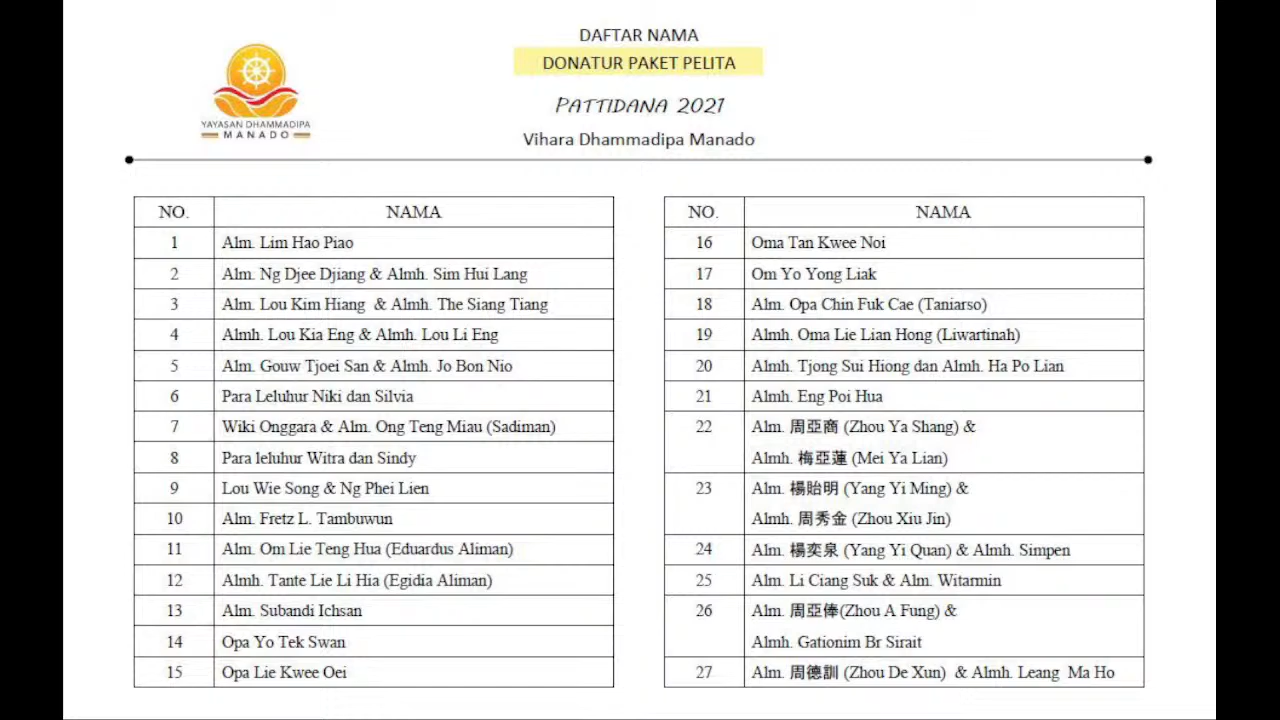 DAFTAR NAMA
DONATUR PAKET PELITA
PATTIDANA 2021
Vihara Dhammadipa Manado
YAYASAN DHAMMADIPA
MANADO
NO. NAMA
1 Alm. Lim Hao Piao
2 Alm. Ng Djee Djiang & Almh. Sim Hui Lang
3 Alm. Lou Kim Hiang & Almh. The Siang Tiang
4 Almh. Lou Kia Eng & Almh. Lou Li Eng
5 Alm. Gouw Tjoei San & Almh. Jo Bon Nio
6 Para Leluhur Niki dan Silvia
7 Wiki Onggara & Alm. Ong Teng Miau (Sadiman)
8 Para leluhur Witra dan Sindy
9 Lou Wie Song & Ng Phei Lien
10 Alm. Fretz L. Tambuwun
11 Alm. Om Lie Teng Hua (Eduardus Aliman)
12 Almh. Tante Lie Li Hia (Egidia Aliman)
13 Alm. Subandi Ichsan
14 Opa Yo Tek Swan
15 Opa Lie Kwee Oei
NO. NAMA
16 Oma Tan Kwee Noi
17 Om Yo Yong Liak
18 Alm. Opa Chin Fuk Cae (Taniarso)
19 Almh. Oma Lie Lian Hong (Liwartinah)
20 Almh. Tjong Sui Hiong dan Almh. Ha Po Lian
21 Almh. Eng Poi Hua
22 Alm. 周亞商 (Zhou Ya Shang) &
Almh. 梅亞蓮 (Mei Ya Lian)
23 Alm. 楊貽明 (Yang Yi Ming) &
Almh. 周秀金 (Zhou Xiu Jin)
24 Alm. 楊奕泉 (Yang Yi Quan) & Almh. Simpen
25 Alm. Li Ciang Suk & Alm. Witarmin
26 Alm. 周亞俸(Zhou A Fung) &
Almh. Gationim Br Sirait
27 Alm. 周德訓 (Zhou De Xun) & Almh. Leang Ma Ho